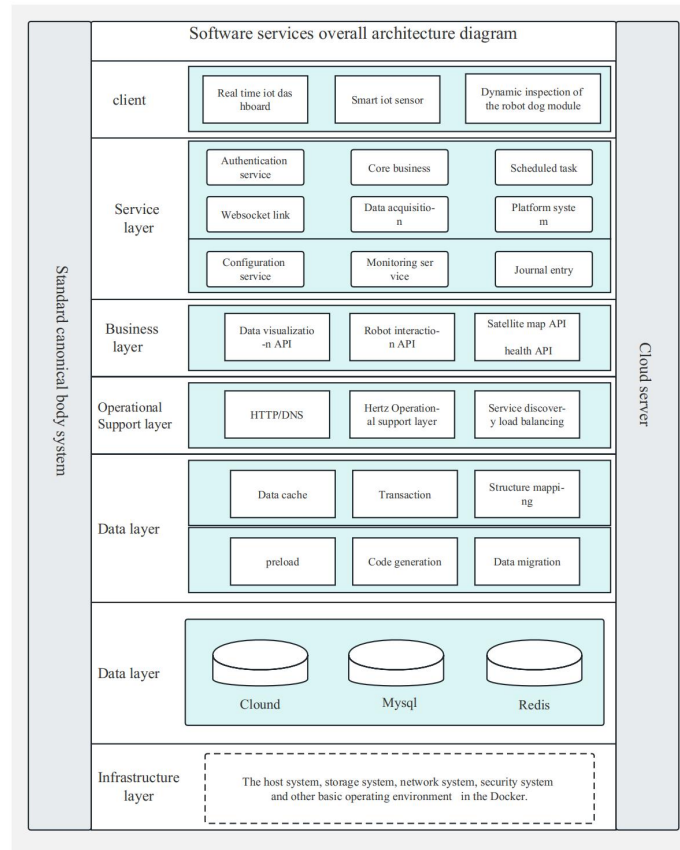 Software services overall architecture diagram
client
Real time iot das
hboard
Smart iot sensor
Dynamic inspection of
the robot dog module
Service
layer
Authentication
service
Core business
Scheduled task
Websocket link
Data acquisitio-
n
Platform syste
m
Configuration
service
Monitoring ser
vice
Journal entry
Business
layer
Data visualizatio
-n API
Robot interactio-
n API
Satellite map API
health API
Operational
Support layer
HTTP/DNS
Hertz Operation-
al support layer
Service discover-
y load balancing
Data layer
Data cache
Transaction
Structure mappi-
ng
preload
Code generation
Data migration
Data layer
Clound
Mysql
Redis
Infrastructure
layer
The host system, storage system, network system, security system
and other basic operating environment in the Docker.
Standard canonical body system
Cloud server